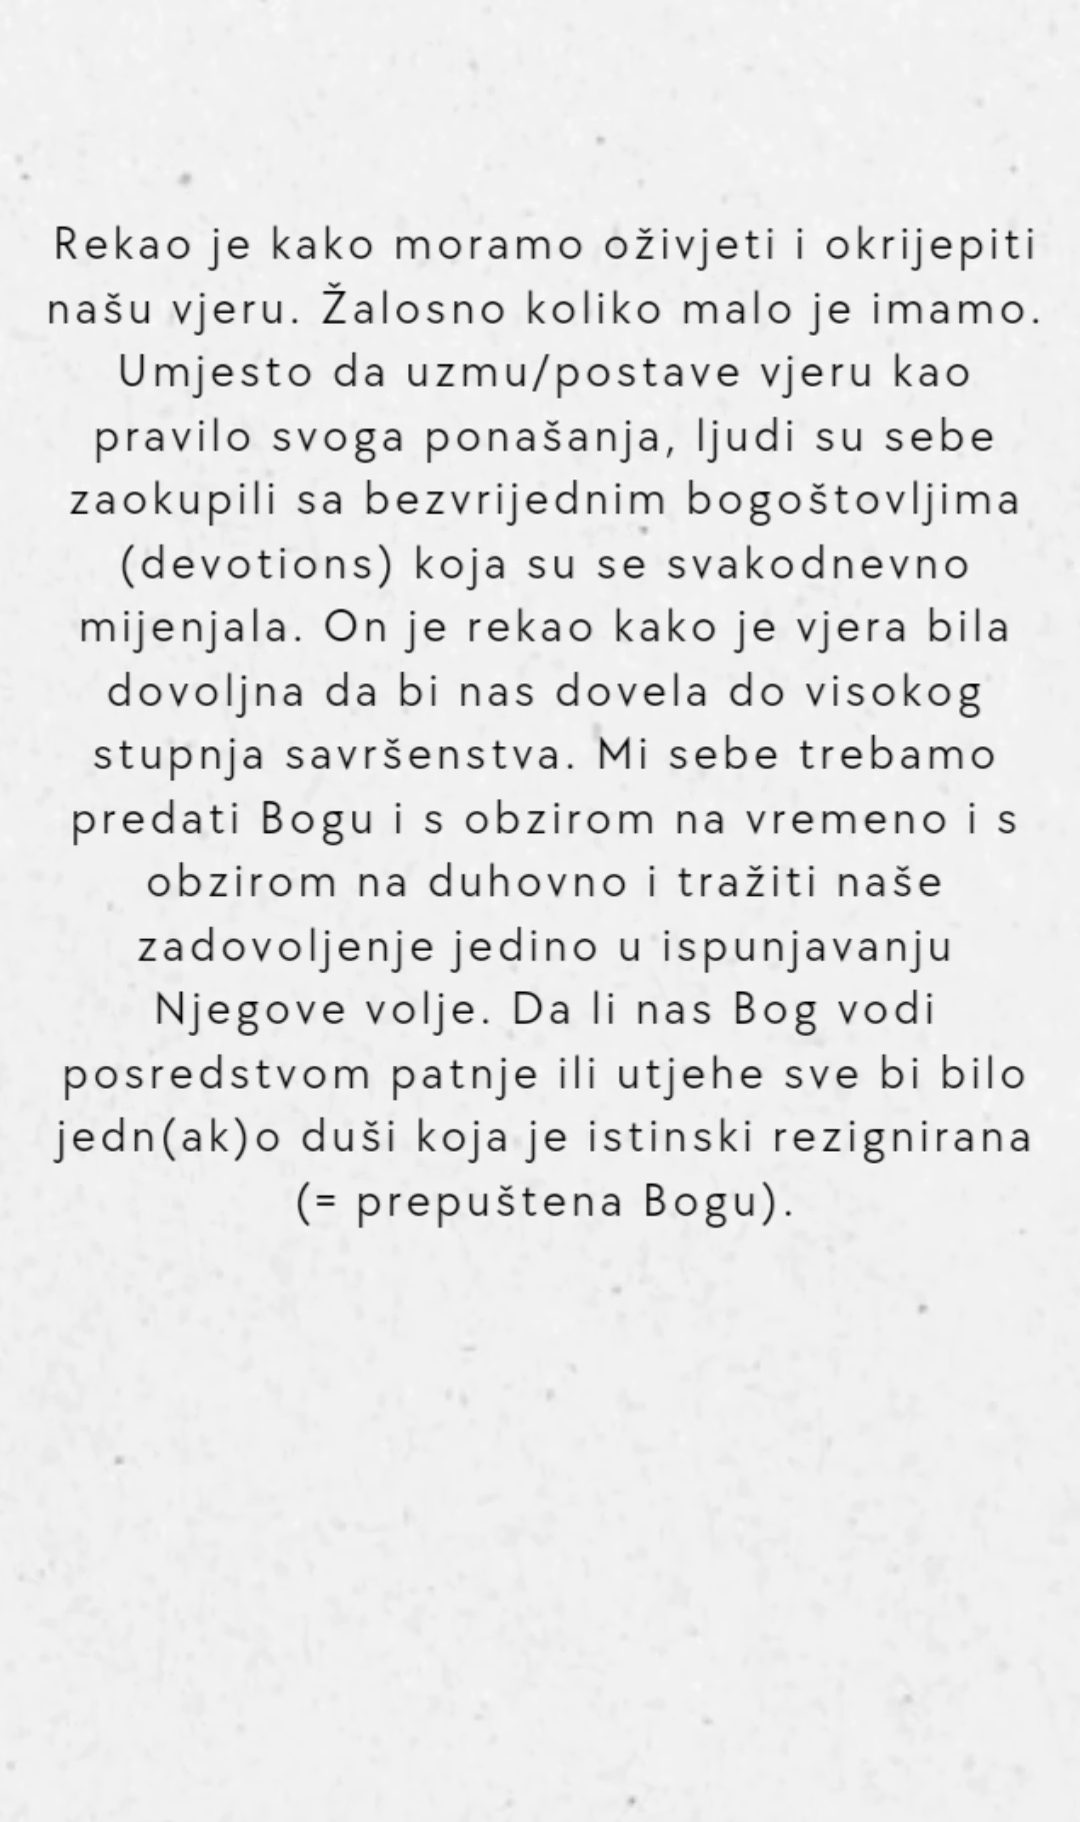 Rekao je kako moramo oživjeti i okrijepiti
našu vjeru. Žalosno koliko malo je imamo.
Umjesto da uzmu/postave vjeru kao
pravilo svoga ponašanja, ljudi su sebe
zaokupili sa bezvrijednim bogoštovljima
(devotions) koja su se svakodnevno
mijenjala. On je rekao kako je vjera bila
dovoljna da bi nas dovela do visokog
stupnja savršenstva. Mi sebe trebamo
predati Bogu i s obzirom na vremeno i s
obzirom na duhovno i tražiti naše
zadovoljenje jedino u ispunjavanju
Njegove volje. Da li nas Bog vodi
posredstvom patnje ili utjehe sve bi bilo
jedn(ak)o duši koja je istinski rezignirana
(= prepuštena Bogu).